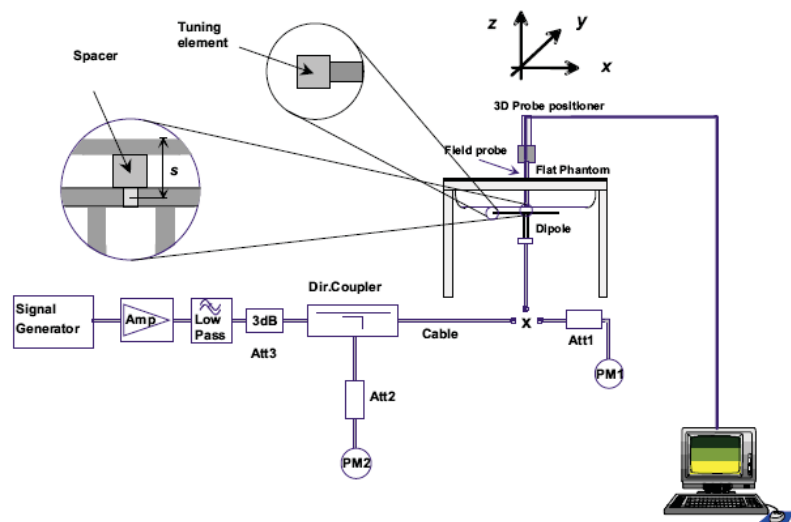 Tuning
element
Spacer
s
z
y
x
3D Probe positioner
Field probe
Flat Phantom
Dipole
Dir.Coupler
Signal
Generator
Amp
Low
Pass
3dB
Att3
Cable
X
Att1
PM1
Att2
PM2